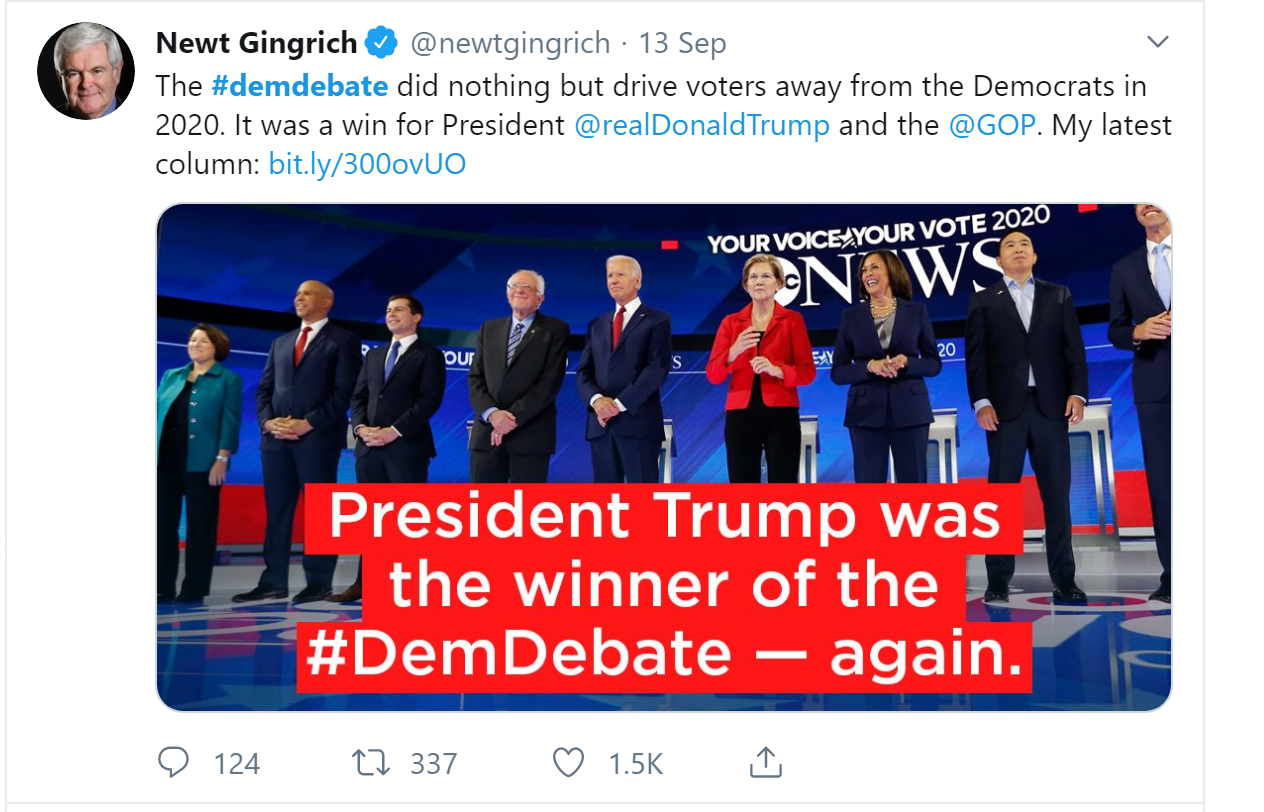 Newt Gingrich @newtgingrich · 13 Sep
The #demdebate did nothing but drive voters away from the Democrats in
2020. It was a win for President @realDonaldTrump and the @GOP. My latest
column: bit.ly/300ovUO
YOUR VOICE YOUR VOTE 2020
NEWS
OUR
S
20
President Trump was
the winner of the
#DemDebate — again.
124 337 1.5K